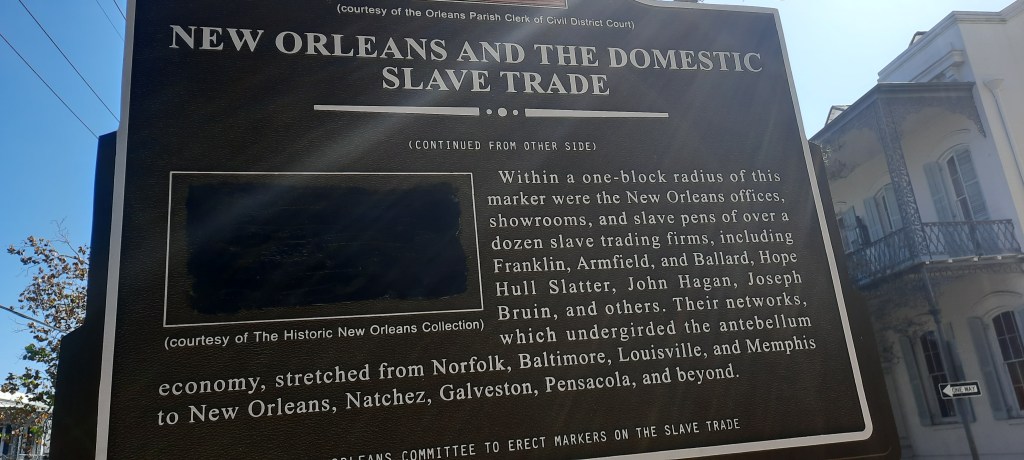 (courtesy of the Orleans Parish Clerk of Civil District Court)
NEW ORLEANS AND THE DOMESTIC
SLAVE TRADE
(CONTINUED FROM OTHER SIDE)
Within a one-block radius of this
marker were the New Orleans offices,
showrooms, and slave pens of over a
dozen slave trading firms, including
Franklin, Armfield, and Ballard, Hope
Hull Slatter, John Hagan, Joseph
Bruin, and others. Their networks,
which undergirded the antebellum
(courtesy of The Historic New Orleans Collection)
economy, stretched from Norfolk, Baltimore, Louisville, and Memphis
to New Orleans, Natchez, Galveston, Pensacola, and beyond.
COMMITTEE TO ERECT MARKERS ON THE SLAVE TRADE
ONE WAY